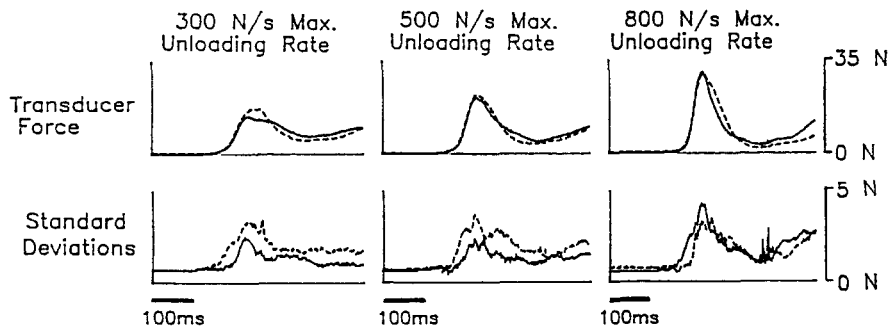 300 N/s Max.
Unloading Rate
500 N/s Max.
Unloading Rate
800 N/s Max.
Unloading Rate
Transducer
Force
35 N
0 N
Standard
Deviations
5 N
0 N
100ms
100ms
100ms